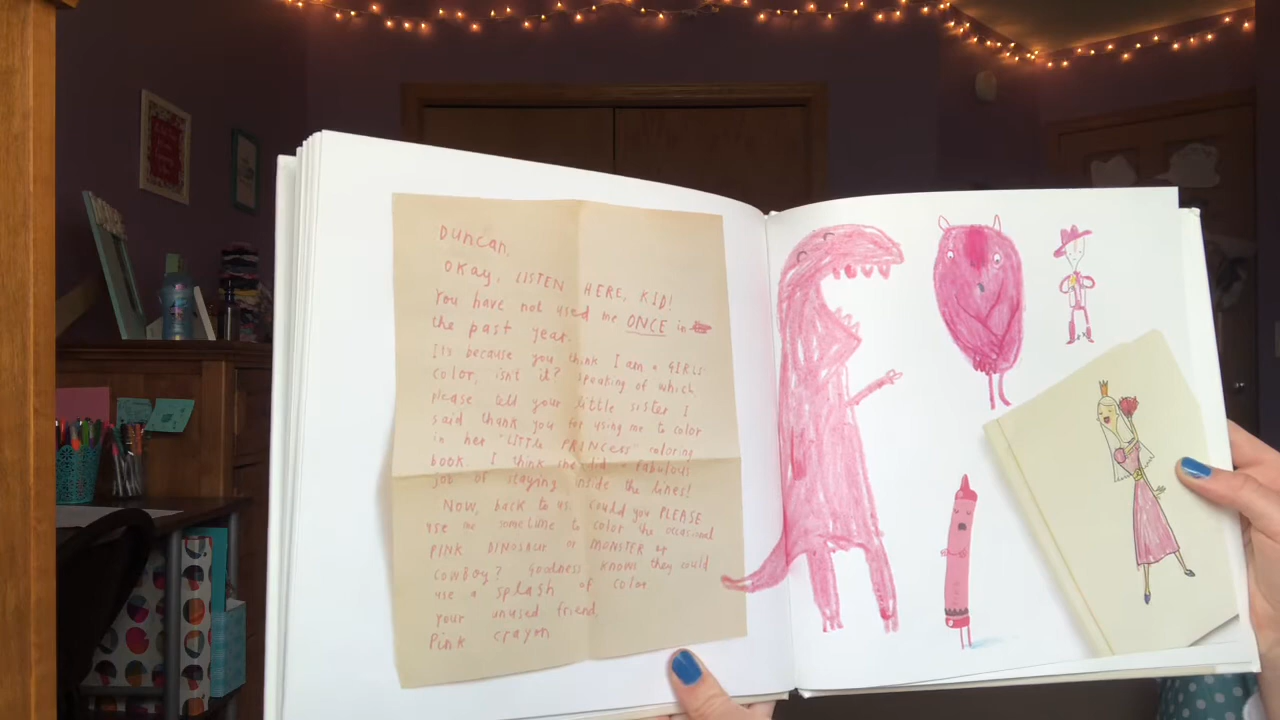 Duncan,
Okay, LISTEN HERE, KID!
You have not used me ONCE in
the past year.
It's because you think I am a GIRLS'
color, isn't it? Speaking of which,
please tell your little sister I
said thank you for using me to color
in her "LITTLE PRINCESS" coloring
book. I think she did a fabulous
job of staying inside the lines!
Now, back to us. Could you PLEASE
use me sometime to color the occasional
PINK DINOSAUR or MONSTER or
COWBOY? Goodness knows they could
use a splash of color.
Your unused friend,
Pink crayon